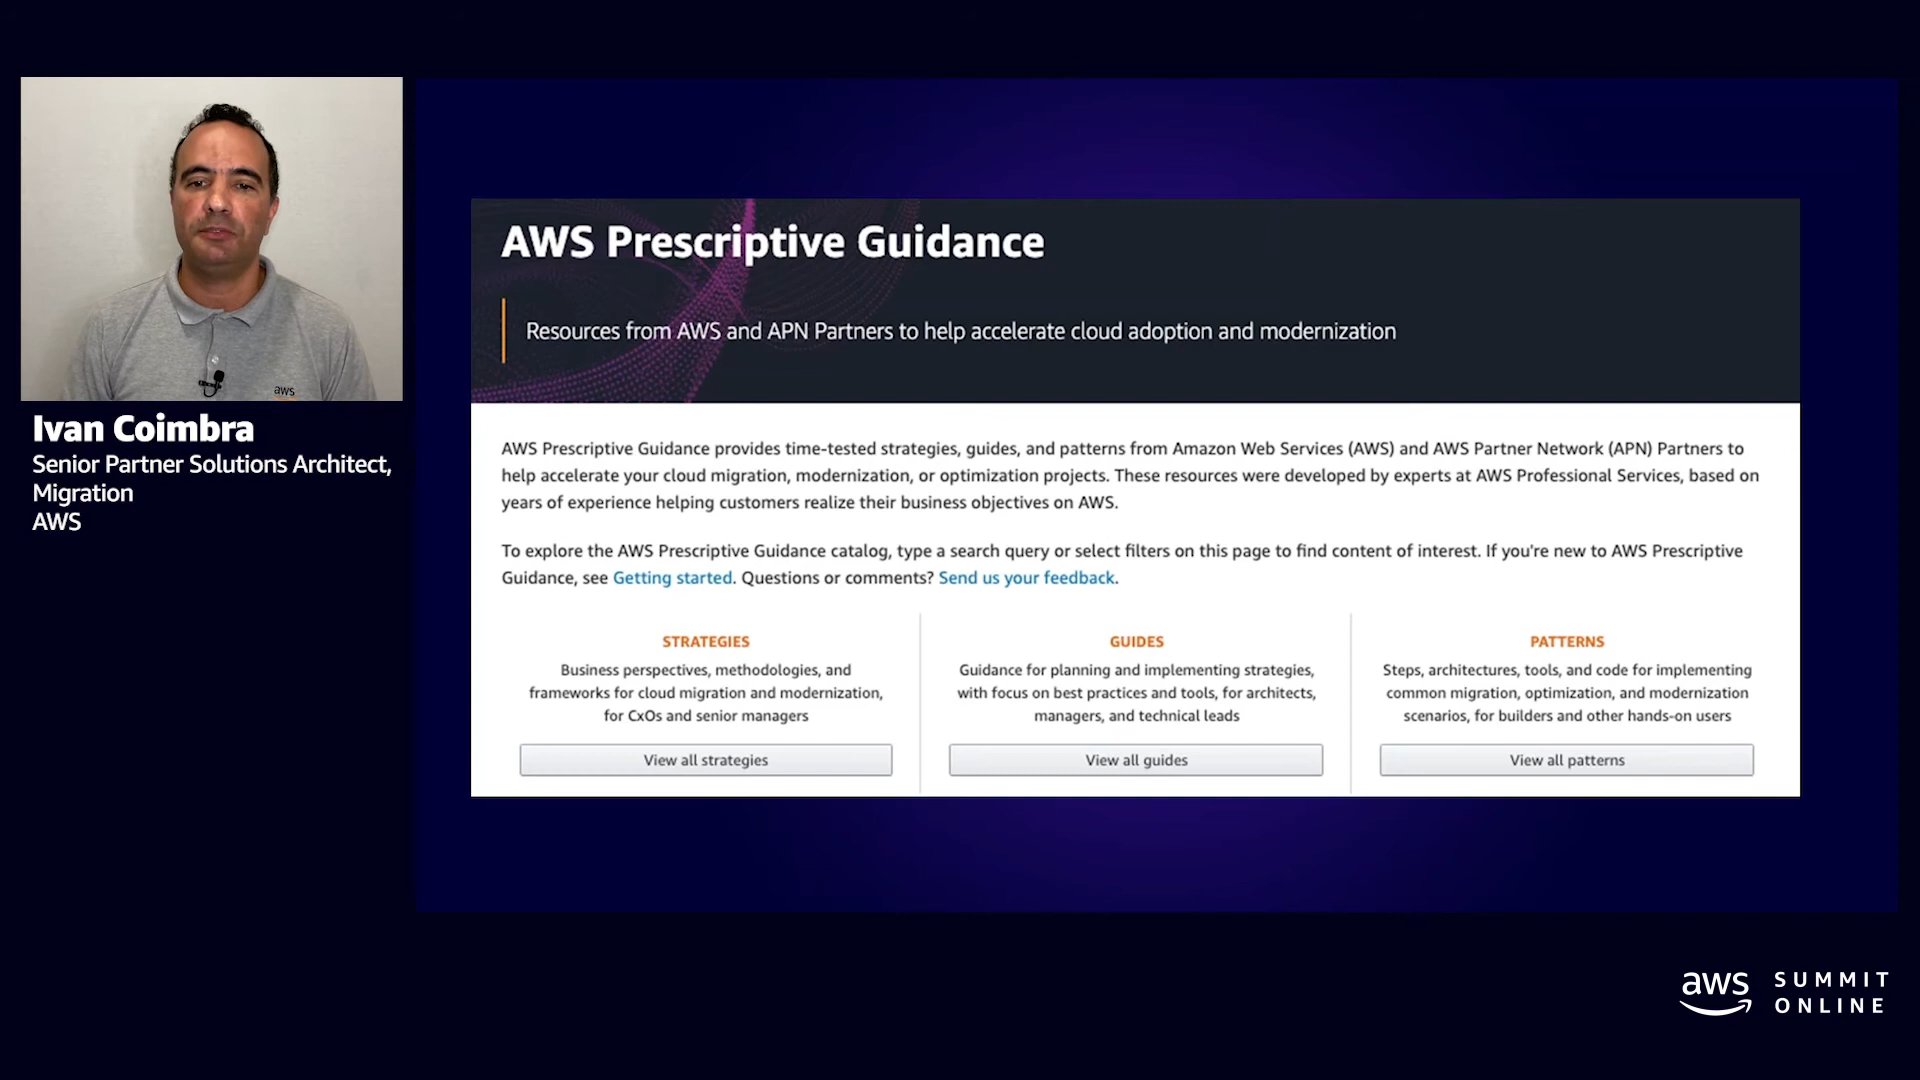 aws
Ivan Coimbra
Senior Partner Solutions Architect,
Migration
AWS
AWS Prescriptive Guidance
Resources from AWS and APN Partners to help accelerate cloud adoption and modernization
AWS Prescriptive Guidance provides time-tested strategies, guides, and patterns from Amazon Web Services (AWS) and AWS Partner Network (APN) Partners to
help accelerate your cloud migration, modernization, or optimization projects. These resources were developed by experts at AWS Professional Services, based on
years of experience helping customers realize their business objectives on AWS.
To explore the AWS Prescriptive Guidance catalog, type a search query or select filters on this page to find content of interest. If you're new to AWS Prescriptive
Guidance, see Getting started. Questions or comments? Send us your feedback.
STRATEGIES
Business perspectives, methodologies, and
frameworks for cloud migration and modernization,
for CxOs and senior managers
View all strategies
GUIDES
Guidance for planning and implementing strategies,
with focus on best practices and tools, for architects,
managers, and technical leads
View all guides
PATTERNS
Steps, architectures, tools, and code for implementing
common migration, optimization, and modernization
scenarios, for builders and other hands-on users
View all patterns
aws SUMMIT
ONLINE